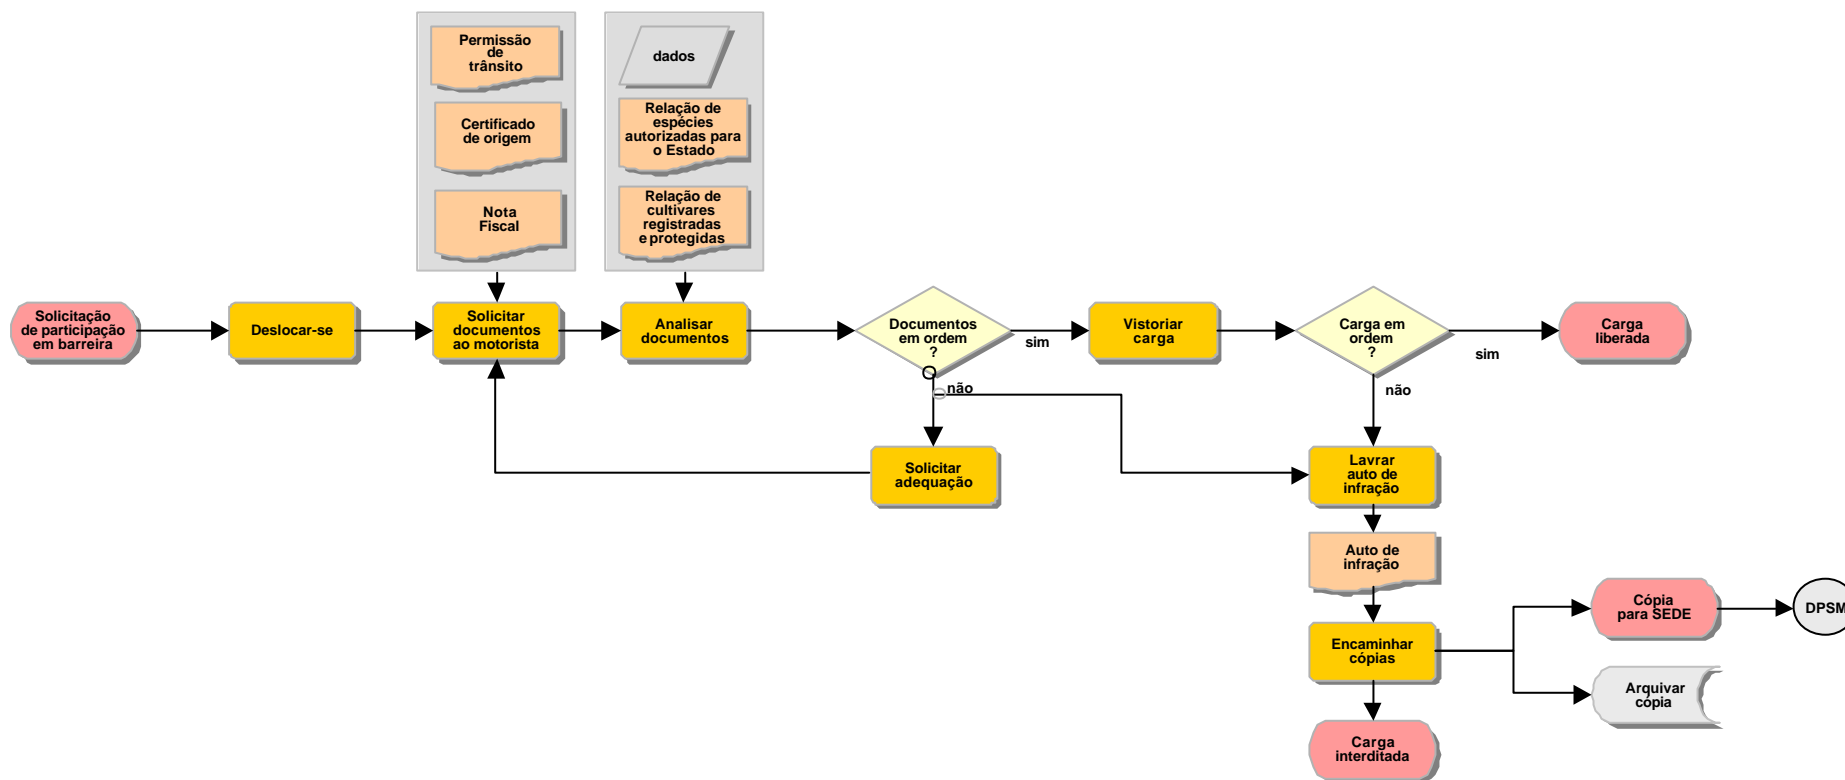 Permissão
de
trânsito
Certificado
de origem
Nota
Fiscal
dados
Relação de
espécies
autorizadas para
o Estado
Relação de
cultivares
registradas
e protegidas
Solicitação
de participação
em barreira
Deslocar-se
Solicitar
documentos
ao motorista
Analisar
documentos
Documentos
em ordem
?
sim
não
Vistoriar
carga
Carga em
ordem
?
sim
não
Carga
liberada
Solicitar
adequação
Lavrar
auto de
infração
Auto de
infração
Encaminhar
cópias
Cópia
para SEDE
DPSM
Arquivar
cópia
Carga
interditada